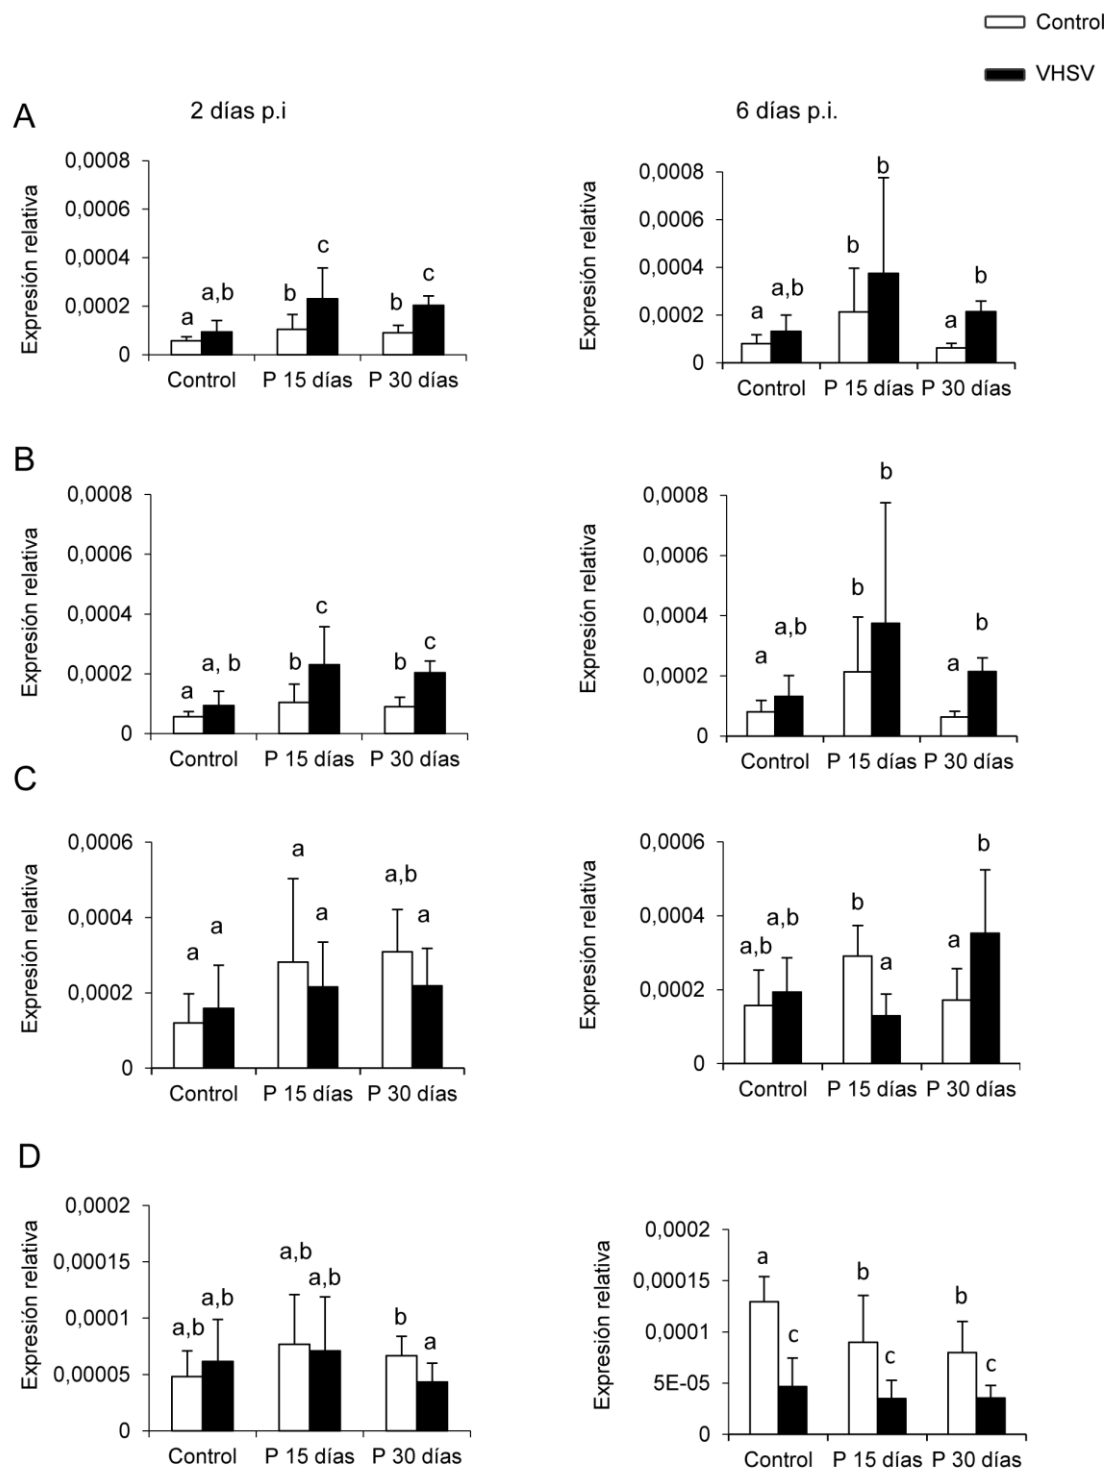 Control
VHSV
A
2 días p.i
6 días p.i.
Expresión relativa
0,0008
0,0006
0,0004
0,0002
0
a
a,b
b
c
b
c
Control
P 15 días
P 30 días
Expresión relativa
0,0008
0,0006
0,0004
0,0002
0
a
a,b
b
b
a
b
Control
P 15 días
P 30 días
B
Expresión relativa
0,0008
0,0006
0,0004
0,0002
0
a
a, b
b
c
b
c
Control
P 15 días
P 30 días
Expresión relativa
0,0008
0,0006
0,0004
0,0002
0
a
a,b
b
b
a
b
Control
P 15 días
P 30 días
C
Expresión relativa
0,0006
0,0004
0,0002
0
a
a
a
a
a,b
a
Control
P 15 días
P 30 días
Expresión relativa
0,0006
0,0004
0,0002
0
a,b
a,b
b
a
a
b
Control
P 15 días
P 30 días
D
Expresión relativa
0,0002
0,00015
0,0001
0,00005
0
a,b
a,b
a,b
a,b
b
a
Control
P 15 días
P 30 días
Expresión relativa
0,0002
0,00015
0,0001
5E-05
0
a
c
b
c
b
c
Control
P 15 días
P 30 días